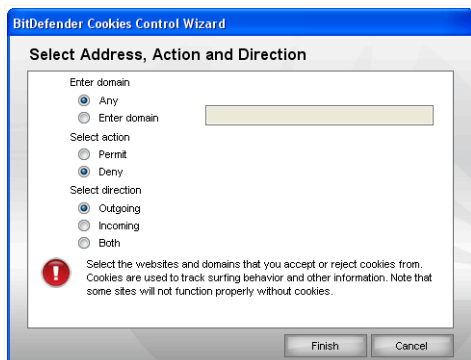 BitDefender Cookies Control Wizard
Select Address, Action and Direction
Enter domain
Any
Enter domain
Select action
Permit
Deny
Select direction
Outgoing
Incoming
Both
Select the websites and domains that you accept or reject cookies from.
Cookies are used to track surfing behavior and other information. Note that
some sites will not function properly without cookies.
Finish Cancel